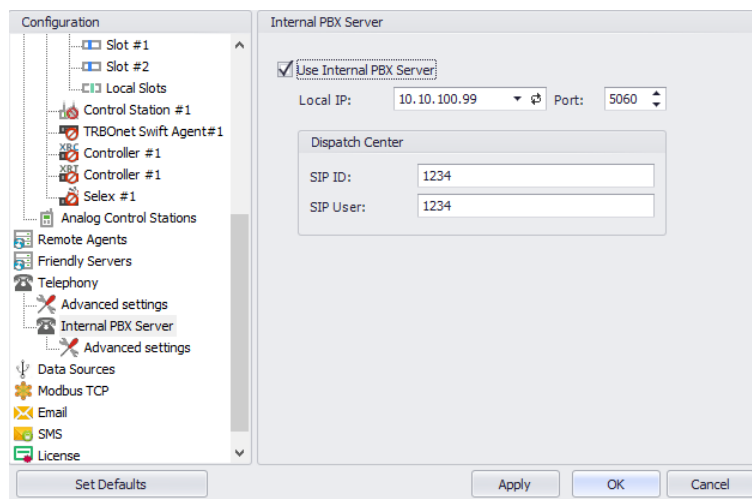 Configuration
Slot #1
Slot #2
Local Slots
Control Station #1
TRBOnet Swift Agent#1
XRC
Controller #1
XRT
Controller #1
Selex #1
Analog Control Stations
Remote Agents
Friendly Servers
Telephony
Advanced settings
Internal PBX Server
Advanced settings
Data Sources
Modbus TCP
Email
SMS
License
Set Defaults
Internal PBX Server
Use Internal PBX Server
Local IP: 10.10.100.99 Port: 5060
Dispatch Center
SIP ID: 1234
SIP User: 1234
Apply OK Cancel